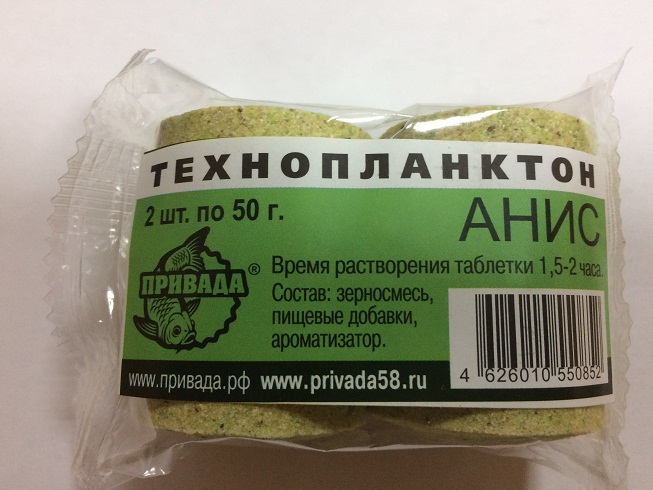 ТЕХНОПЛАНКТОН
2 шт. по 50 г.
АНИС
ПРИВАДА ®
Время растворения таблетки 1,5-2 часа.
Состав: зерносмесь,
пищевые добавки,
ароматизатор.
4 626010 550852
www.привада.рф www.privada58.ru